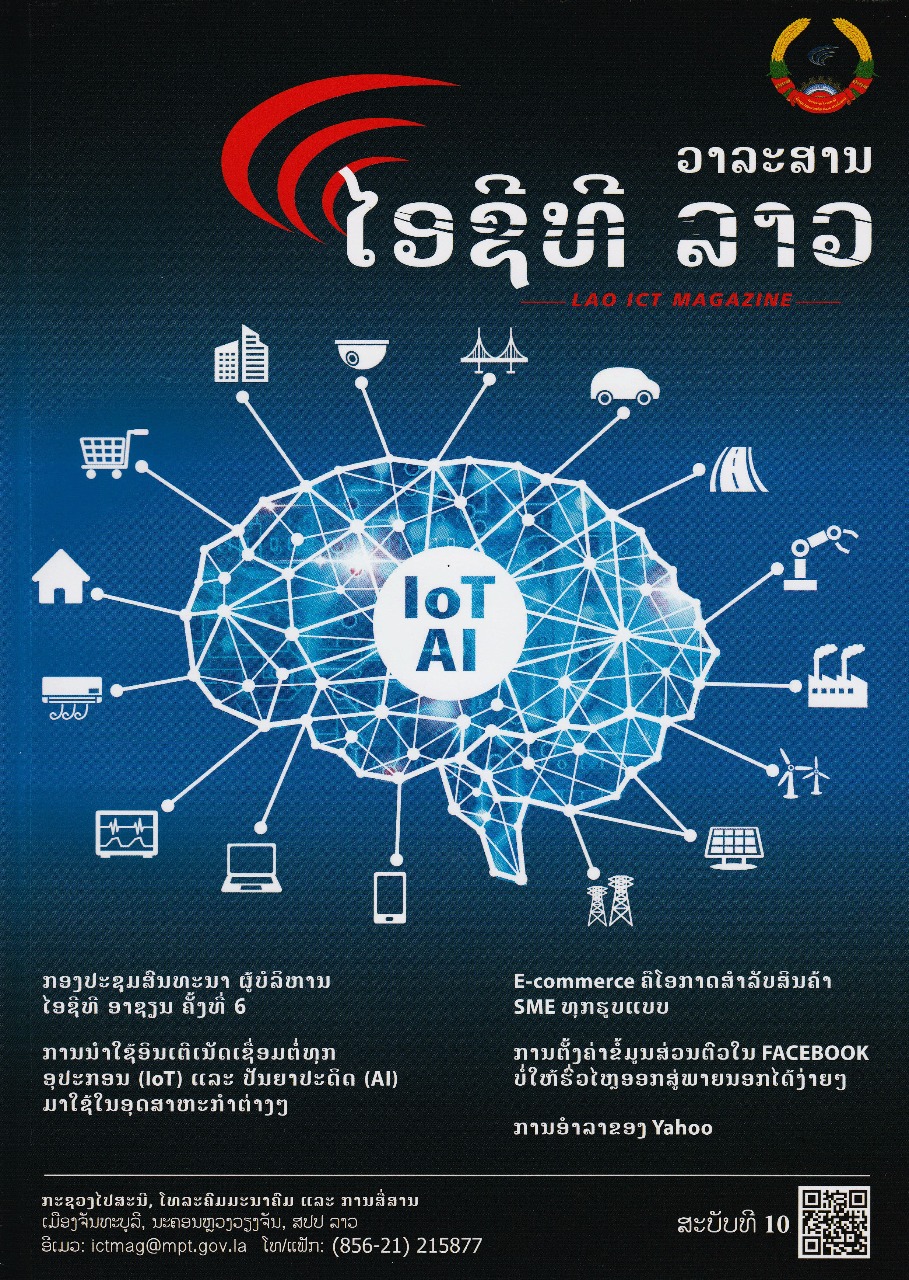 ວາລະສານ
ໄອຊີທີ ລາວ
LAO ICT MAGAZINE
IoT
AI
ກອງປະຊຸມສົນທະນາ ຜູ້ບໍລິຫານ
ໄອຊີທີ ອາຊຽນ ຄັ້ງທີ່ 6
ການນຳໃຊ້ອິນເຕີເນັດເຊື່ອມຕໍ່ທຸກ
ອຸປະກອນ (IoT) ແລະ ປັນຍາປະດິດ (AI)
ມາໃຊ້ໃນອຸດສາຫະກຳຕ່າງໆ
E-commerce ຄືໂອກາດສຳລັບສິນຄ້າ
SME ທຸກຮູບແບບ
ການຕັ້ງຄ່າຂໍ້ມູນສ່ວນຕົວໃນ FACEBOOK
ບໍ່ໃຫ້ຮົ່ວໄຫຼອອກສູ່ພາຍນອກໄດ້ງ່າຍໆ
ການອຳລາຂອງ Yahoo
ກະຊວງໄປສະນີ, ໂທລະຄົມມະນາຄົມ ແລະ ການສື່ສານ
ເມືອງຈັນທະບູລີ, ນະຄອນຫຼວງວຽງຈັນ, ສປປ ລາວ
ອີເມວ: ictmag@mpt.gov.la ໂທ/ແຟັກ: (856-21) 215877
ສະບັບທີ 10